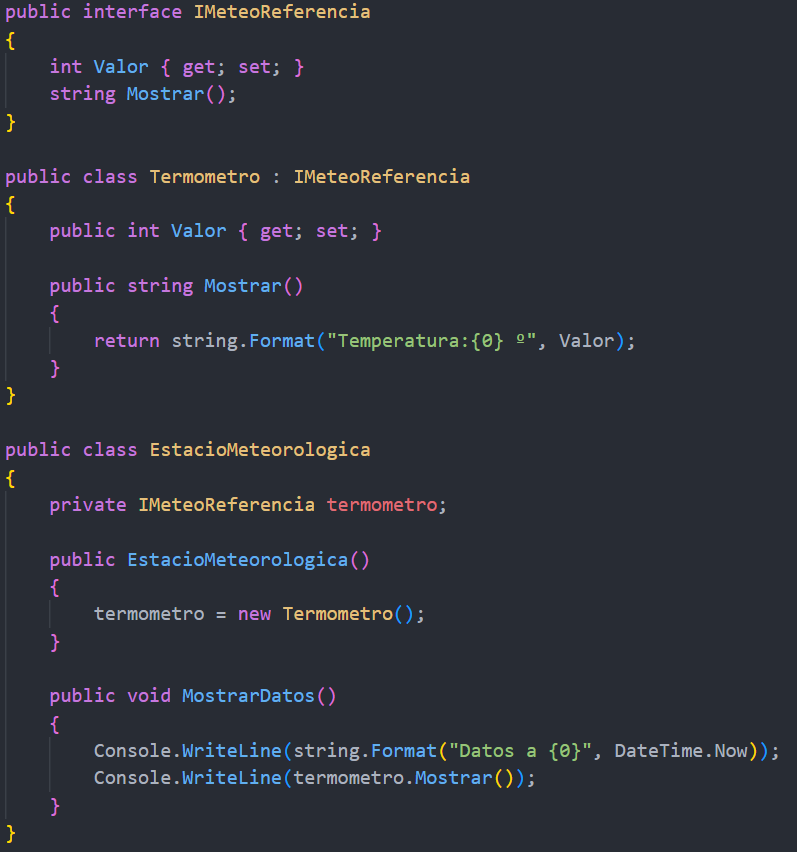 public interface IMeteoReferencia
{
    int Valor { get; set; }
    string Mostrar();
}

public class Termometro : IMeteoReferencia
{
    public int Valor { get; set; }

    public string Mostrar()
    {
        return string.Format("Temperatura:{0} º", Valor);
    }
}

public class EstacioMeteorologica
{
    private IMeteoReferencia termometro;

    public EstacioMeteorologica()
    {
        termometro = new Termometro();
    }

    public void MostrarDatos()
    {
        Console.WriteLine(string.Format("Datos a {0}", DateTime.Now));
        Console.WriteLine(termometro.Mostrar());
    }
}